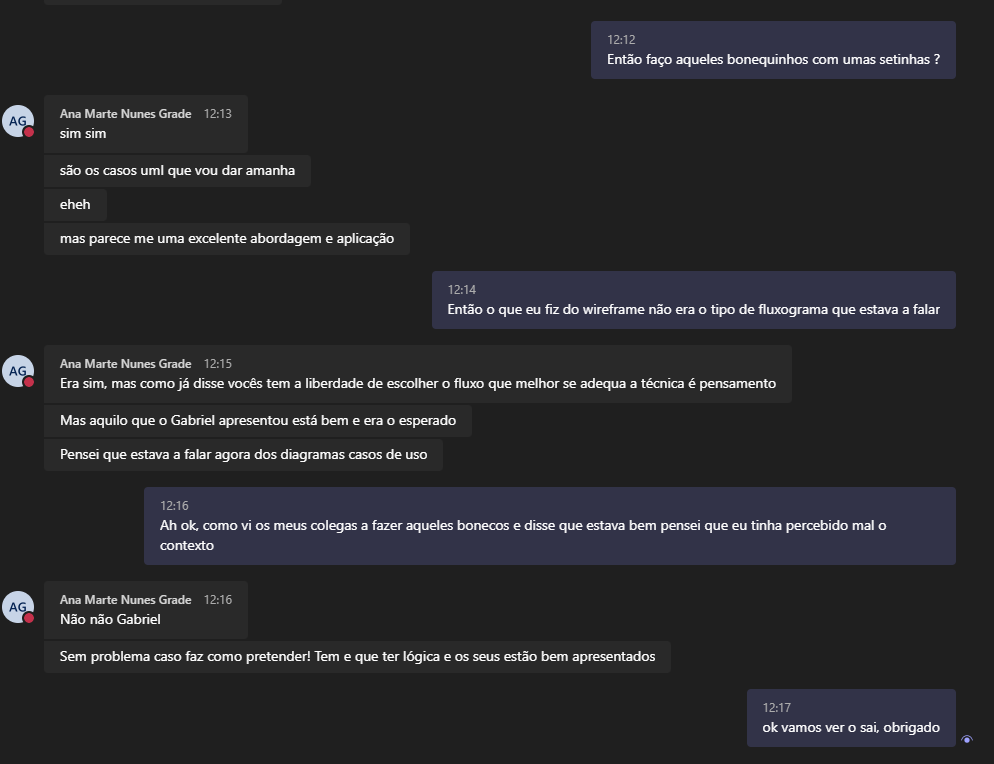 12:12
Então faço aqueles bonequinhos com umas setinhas ?
AG
Ana Marte Nunes Grade 12:13
sim sim
são os casos uml que vou dar amanha
eheh
mas parece me uma excelente abordagem e aplicação
12:14
Então o que eu fiz do wireframe não era o tipo de fluxograma que estava a falar
AG
Ana Marte Nunes Grade 12:15
Era sim, mas como já disse vocês tem a liberdade de escolher o fluxo que melhor se adequa a técnica é pensamento
Mas aquilo que o Gabriel apresentou está bem e era o esperado
Pensei que estava a falar agora dos diagramas casos de uso
12:16
Ah ok, como vi os meus colegas a fazer aqueles bonecos e disse que estava bem pensei que eu tinha percebido mal o
contexto
AG
Ana Marte Nunes Grade 12:16
Não não Gabriel
Sem problema caso faz como pretender! Tem e que ter lógica e os seus estão bem apresentados
12:17
ok vamos ver o sai, obrigado